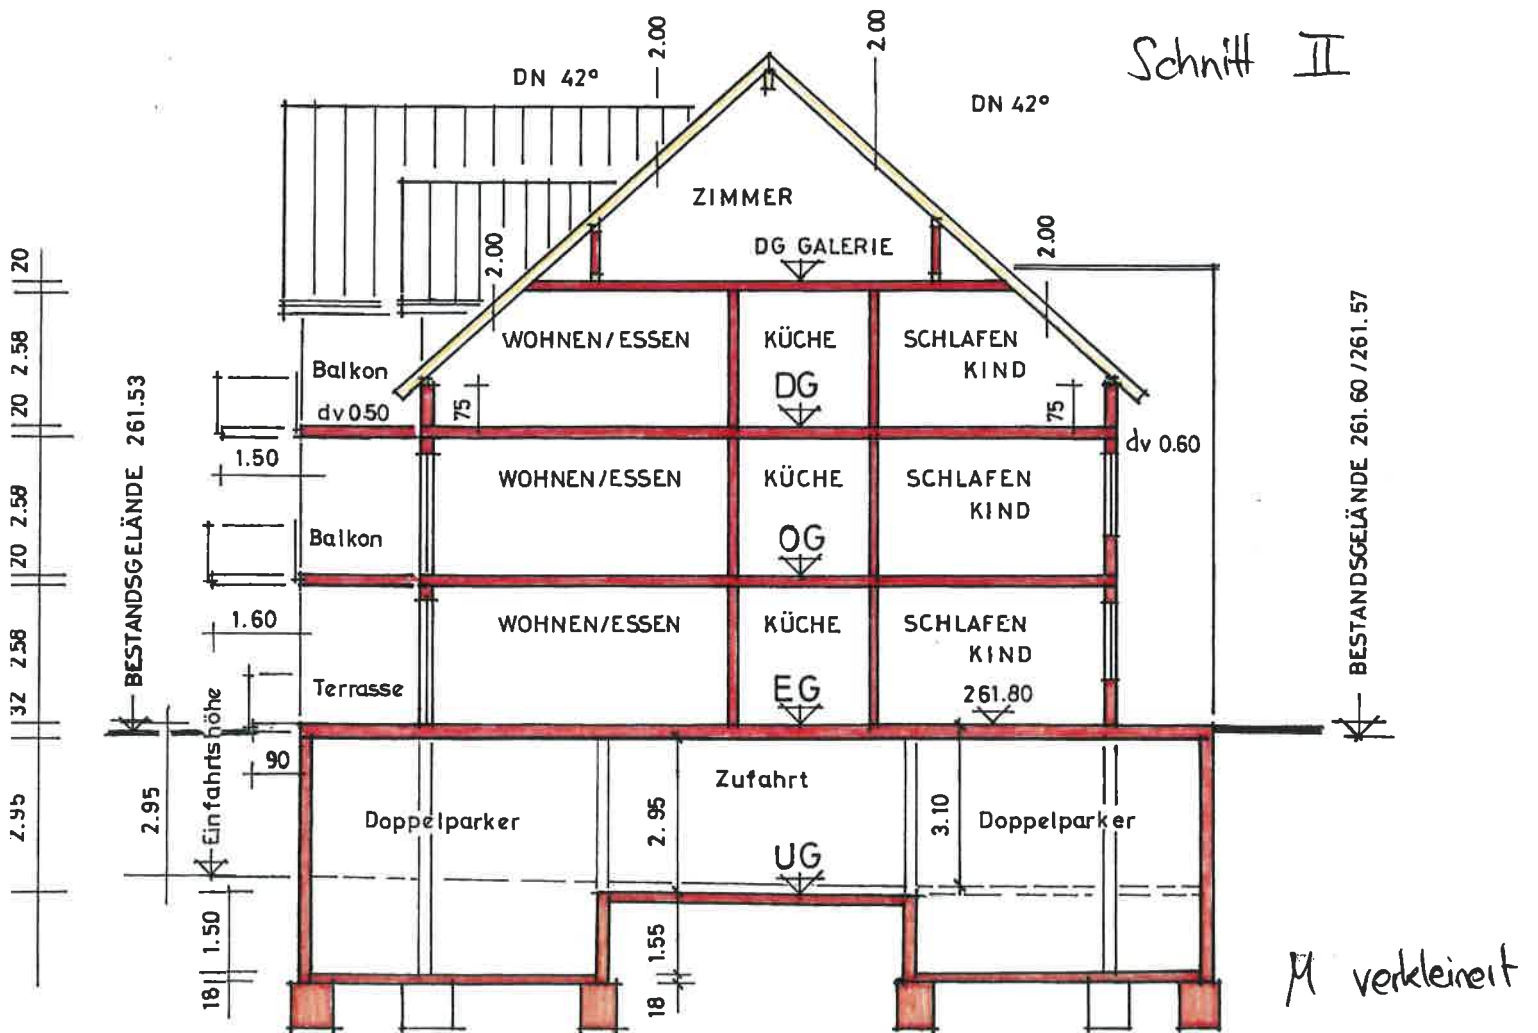 Schnitt II
2.00
2.00
DN 42°
DN 42°
ZIMMER
DG GALERIE
2.00
2.00
20
2.58
20
2.58
20
258
32
2.95
BESTANDSGELÄNDE 261.53
BESTANDSGELÄNDE 261.60/261.57
WOHNEN/ESSEN
KÜCHE
SCHLAFEN
KIND
Balkon
DG
dv 0.50
75
75
dv 0.60
1.50
WOHNEN/ESSEN
KÜCHE
SCHLAFEN
KIND
Balkon
OG
1.60
WOHNEN/ESSEN
KÜCHE
SCHLAFEN
KIND
Terrasse
EG
261.80
Einfahrtshöhe
90
2.95
Zufahrt
Doppelparker
2.95
3.10
Doppelparker
UG
1.50
1.55
18
18
M verkleinert